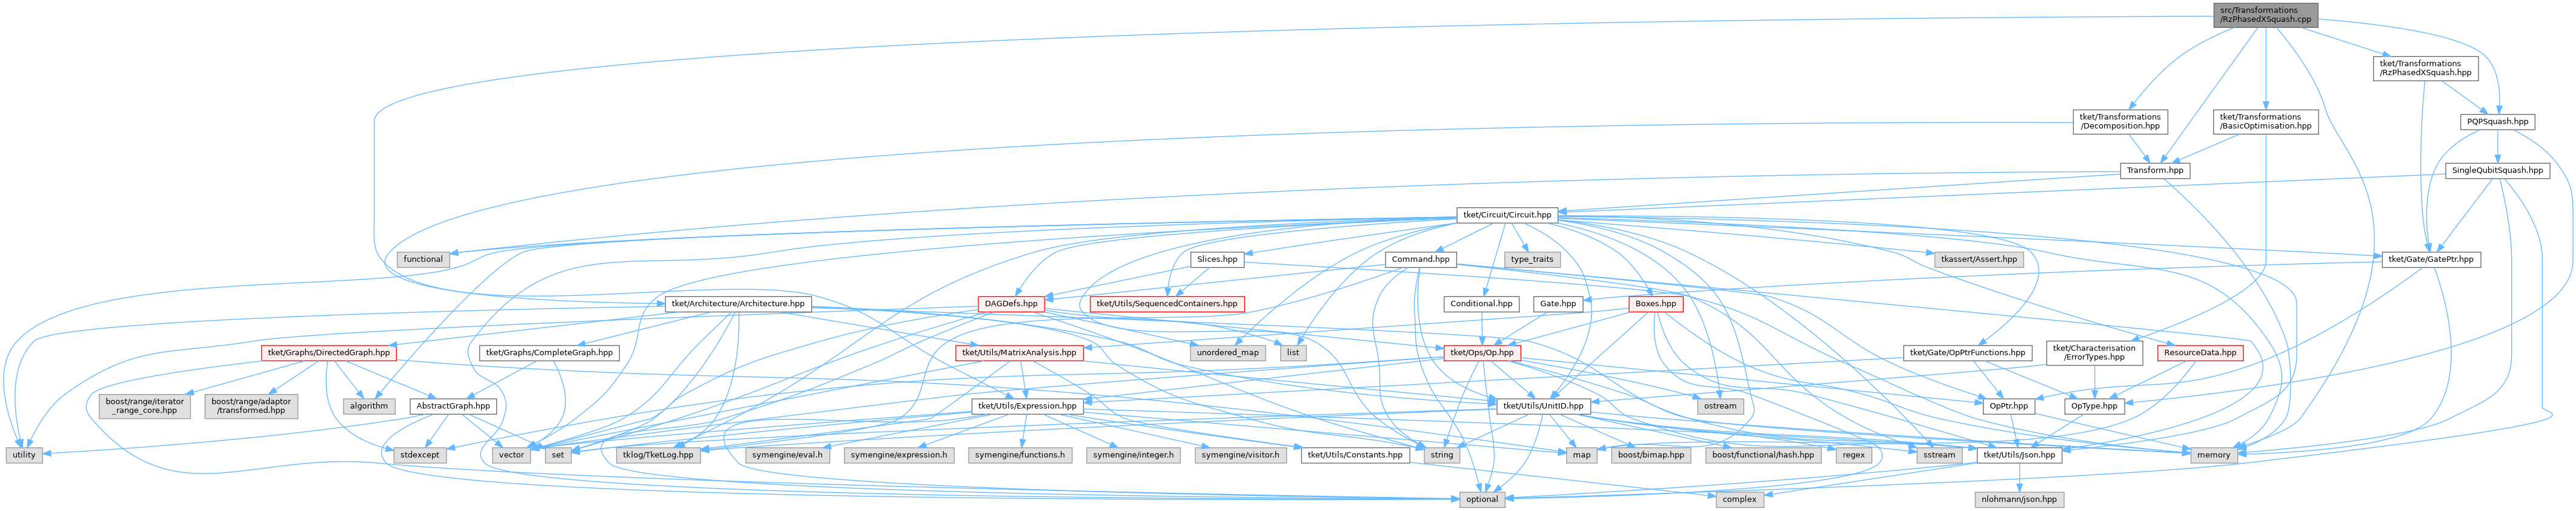 src/Transformations
/RzPhasedXSquash.cpp
tket/Transformations
/RzPhasedXSquash.hpp
tket/Transformations
/Decomposition.hpp
tket/Transformations
/BasicOptimisation.hpp
PQPSquash.hpp
Transform.hpp
SingleQubitSquash.hpp
tket/Circuit/Circuit.hpp
functional
Slices.hpp
Command.hpp
type_traits
tkassert/Assert.hpp
tket/Gate/GatePtr.hpp
tket/Architecture/Architecture.hpp
DAGDefs.hpp
tket/Utils/SequencedContainers.hpp
Conditional.hpp
Gate.hpp
Boxes.hpp
tket/Graphs/DirectedGraph.hpp
tket/Graphs/CompleteGraph.hpp
tket/Utils/MatrixAnalysis.hpp
unordered_map
list
tket/Ops/Op.hpp
tket/Gate/OpPtrFunctions.hpp
tket/Characterisation
/ErrorTypes.hpp
ResourceData.hpp
boost/range/iterator
_range_core.hpp
boost/range/adaptor
/transformed.hpp
algorithm
AbstractGraph.hpp
tket/Utils/Expression.hpp
tket/Utils/UnitID.hpp
ostream
OpPtr.hpp
OpType.hpp
utility
stdexcept
vector
set
tklog/TketLog.hpp
symengine/eval.h
symengine/expression.h
symengine/functions.h
symengine/integer.h
symengine/visitor.h
tket/Utils/Constants.hpp
string
map
boost/bimap.hpp
boost/functional/hash.hpp
regex
sstream
tket/Utils/Json.hpp
memory
optional
complex
nlohmann/json.hpp